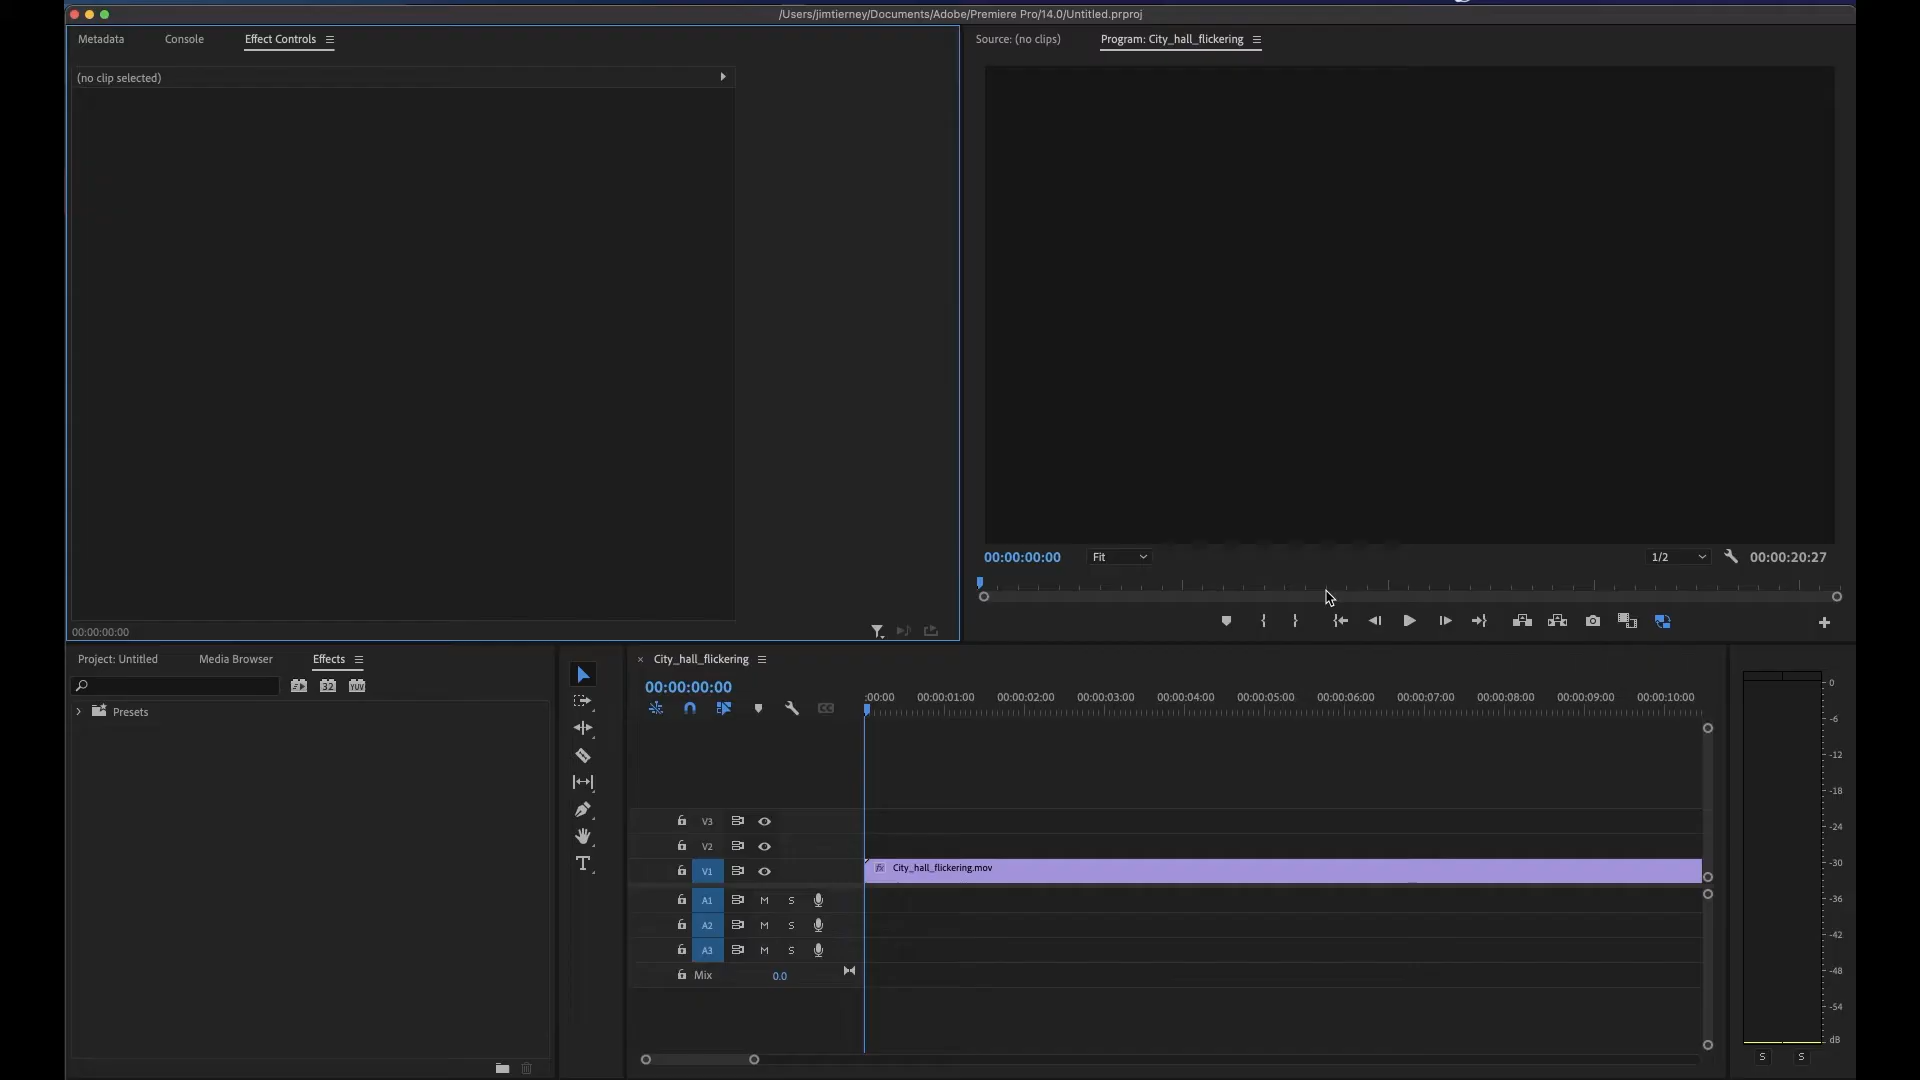 /Users/jimtierney/Documents/Adobe/Premiere Pro/14.0/Untitled.prproj
Metadata
Console
Effect Controls
Source: (no clips)
Program: City_hall_flickering
(no clip selected)
00:00:00:00
Fit
1/2
00:00:20:27
00:00:00:00
Project: Untitled
Media Browser
Effects
32
YUV
Presets
City_hall_flickering
00:00:00:00
:00:00
00:00:01:00
00:00:02:00
00:00:03:00
00:00:04:00
00:00:05:00
00:00:06:00
00:00:07:00
00:00:08:00
00:00:09:00
00:00:10:00
V3
V2
V1
fx City_hall_flickering.mov
A1 M S
A2 M S
A3 M S
Mix 0.0
0
-6
-12
-18
-24
-30
-36
-42
-48
-54
dB
S S